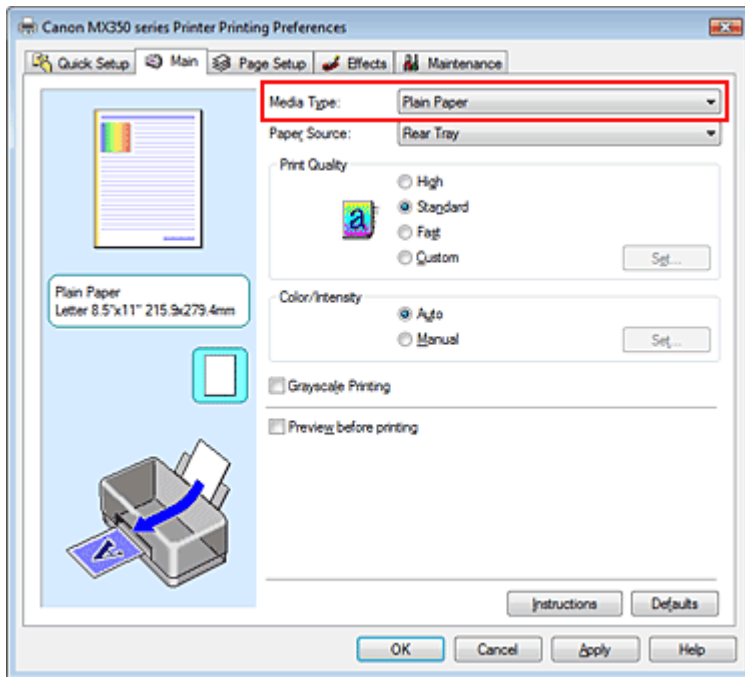 Canon MX350 series Printer Printing Preferences
Quick Setup Main Page Setup Effects Maintenance
Media Type: Plain Paper
Paper Source: Rear Tray
Print Quality
High
a Standard
Fast
Custom Set...
Plain Paper
Letter 8.5"x11" 215.9x279.4mm
Color/Intensity
Auto
Manual Set...
Grayscale Printing
Preview before printing
A
Instructions Defaults
OK Cancel Apply Help